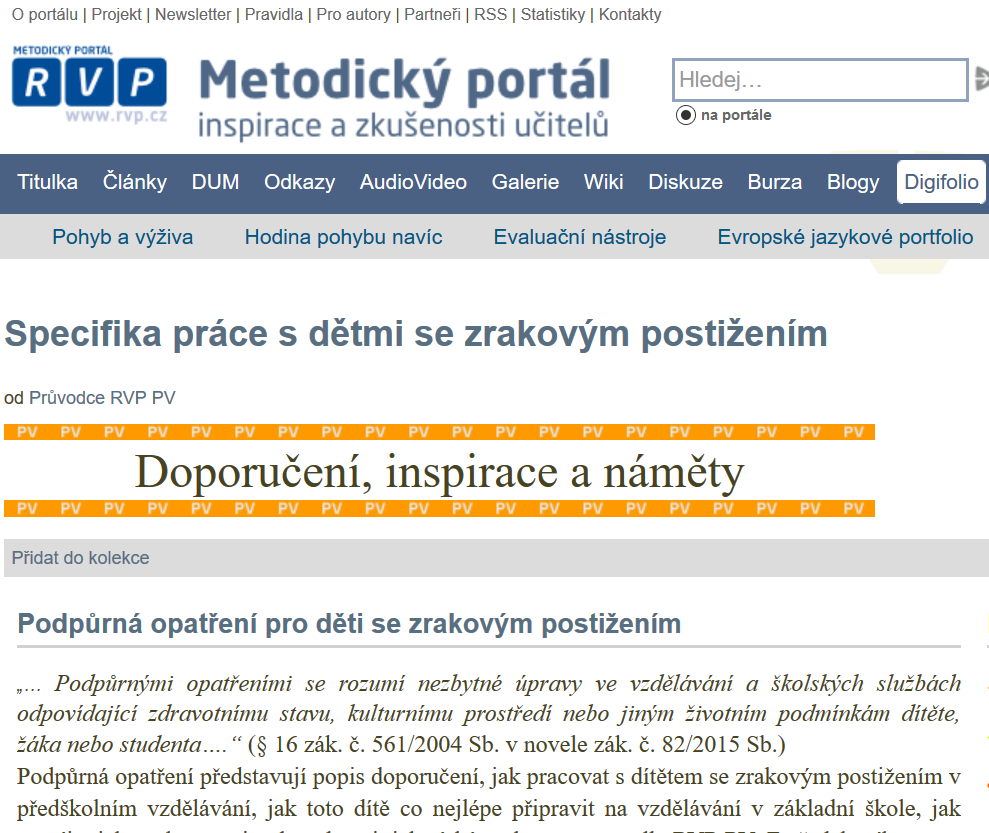 O portálu | Projekt | Newsletter | Pravidla | Pro autory | Partneři | RSS | Statistiky | Kontakty
METODICKÝ PORTÁL
RVP
www.rvp.cz
Metodický portál
inspirace a zkušenosti učitelů
Hledej...
na portále
Titulka Články DUM Odkazy AudioVideo Galerie Wiki Diskuze Burza Blogy Digifolio
Pohyb a výživa Hodina pohybu navíc Evaluační nástroje Evropské jazykové portfolio
Specifika práce s dětmi se zrakovým postižením
od Průvodce RVP PV
PV PV PV PV PV PV PV PV PV PV PV PV PV PV PV PV PV PV PV PV
Doporučení, inspirace a náměty
PV PV PV PV PV PV PV PV PV PV PV PV PV PV PV PV PV PV PV PV
Přidat do kolekce
Podpůrná opatření pro děti se zrakovým postižením
„… Podpůrnými opatřeními se rozumí nezbytné úpravy ve vzdělávání a školských službách
odpovídající zdravotnímu stavu, kulturnímu prostředí nebo jiným životním podmínkám dítěte,
žáka nebo studenta….“ (§ 16 zák. č. 561/2004 Sb. v novele zák. č. 82/2015 Sb.)
Podpůrná opatření představují popis doporučení, jak pracovat s dítětem se zrakovým postižením v
předškolním vzdělávání, jak toto dítě co nejlépe připravit na vzdělávání v základní škole, jak